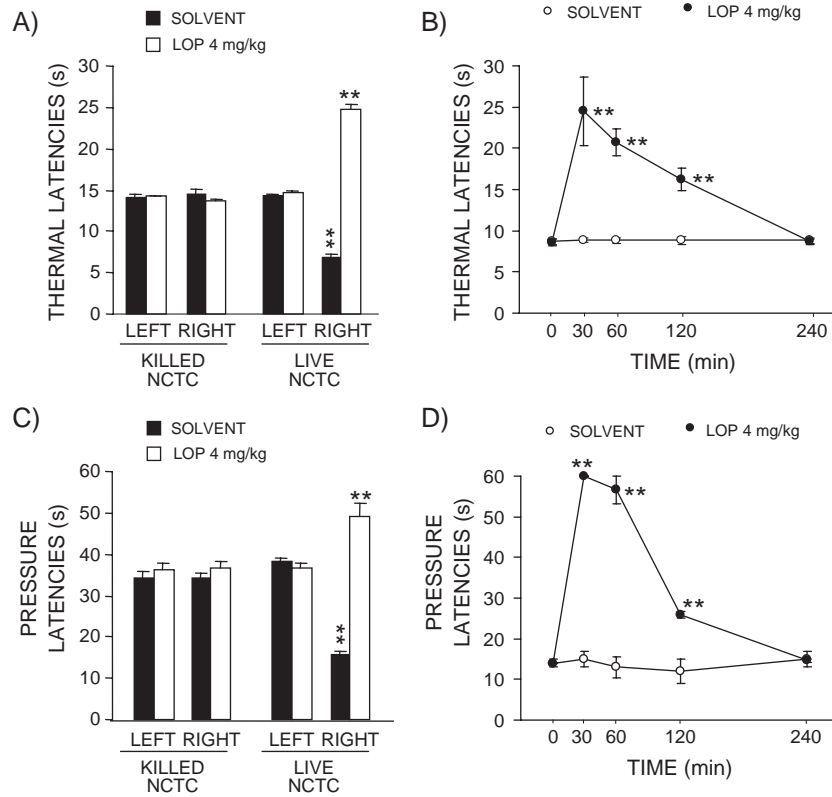 A)
SOLVENT
LOP 4 mg/kg
THERMAL LATENCIES (s)
30
25
20
15
10
5
0
**
**
LEFT RIGHT LEFT RIGHT
KILLED LIVE
NCTC NCTC
B)
SOLVENT LOP 4 mg/kg
THERMAL LATENCIES (s)
30
25
20
15
10
5
0
**
**
**
0 30 60 120 240
TIME (min)
C)
SOLVENT
LOP 4 mg/kg
PRESSURE
LATENCIES (s)
60
50
40
30
20
10
0
**
**
LEFT RIGHT LEFT RIGHT
KILLED LIVE
NCTC NCTC
D)
SOLVENT LOP 4 mg/kg
PRESSURE
LATENCIES (s)
60
50
40
30
20
10
0
**
**
**
0 30 60 120 240
TIME (min)